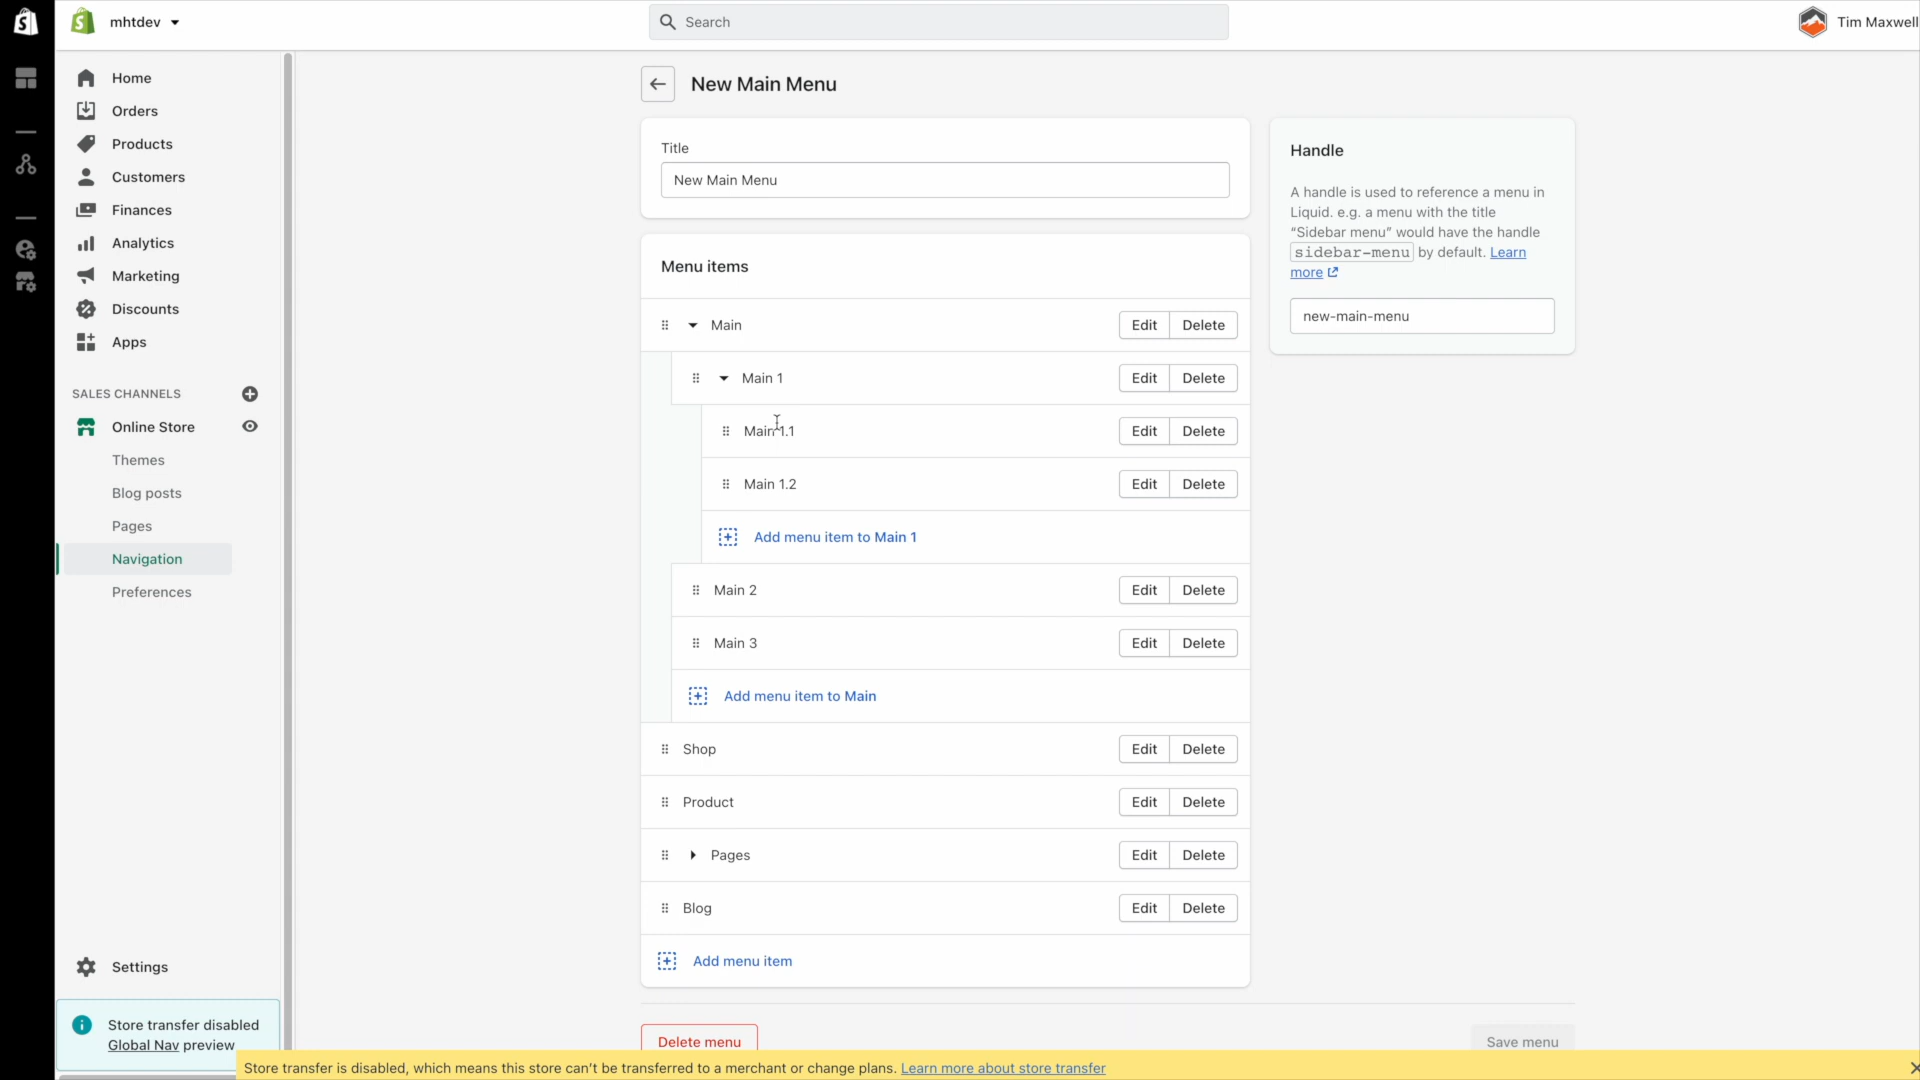 mhtdev
Search
Tim Maxwell
Home
Orders
Products
Customers
Finances
Analytics
Marketing
Discounts
Apps
SALES CHANNELS
Online Store
Themes
Blog posts
Pages
Navigation
Preferences
Settings
Store transfer disabled
Global Nav preview
New Main Menu
Title
New Main Menu
Menu items
Main Edit Delete
Main 1 Edit Delete
Main 1.1 Edit Delete
Main 1.2 Edit Delete
Add menu item to Main 1
Main 2 Edit Delete
Main 3 Edit Delete
Add menu item to Main
Shop Edit Delete
Product Edit Delete
Pages Edit Delete
Blog Edit Delete
Add menu item
Handle
A handle is used to reference a menu in
Liquid. e.g. a menu with the title
“Sidebar menu” would have the handle
sidebar-menu by default. Learn
more
new-main-menu
Delete menu
Save menu
Store transfer is disabled, which means this store can’t be transferred to a merchant or change plans. Learn more about store transfer